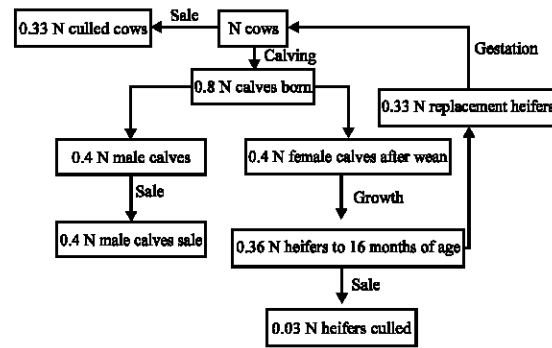 0.33 N culled cows
Sale
N cows
Gestation
Calving
0.8 N calves born
0.33 N replacement heifers
0.4 N male calves
0.4 N female calves after wean
Sale
Growth
0.4 N male calves sale
0.36 N heifers to 16 months of age
Sale
0.03 N heifers culled